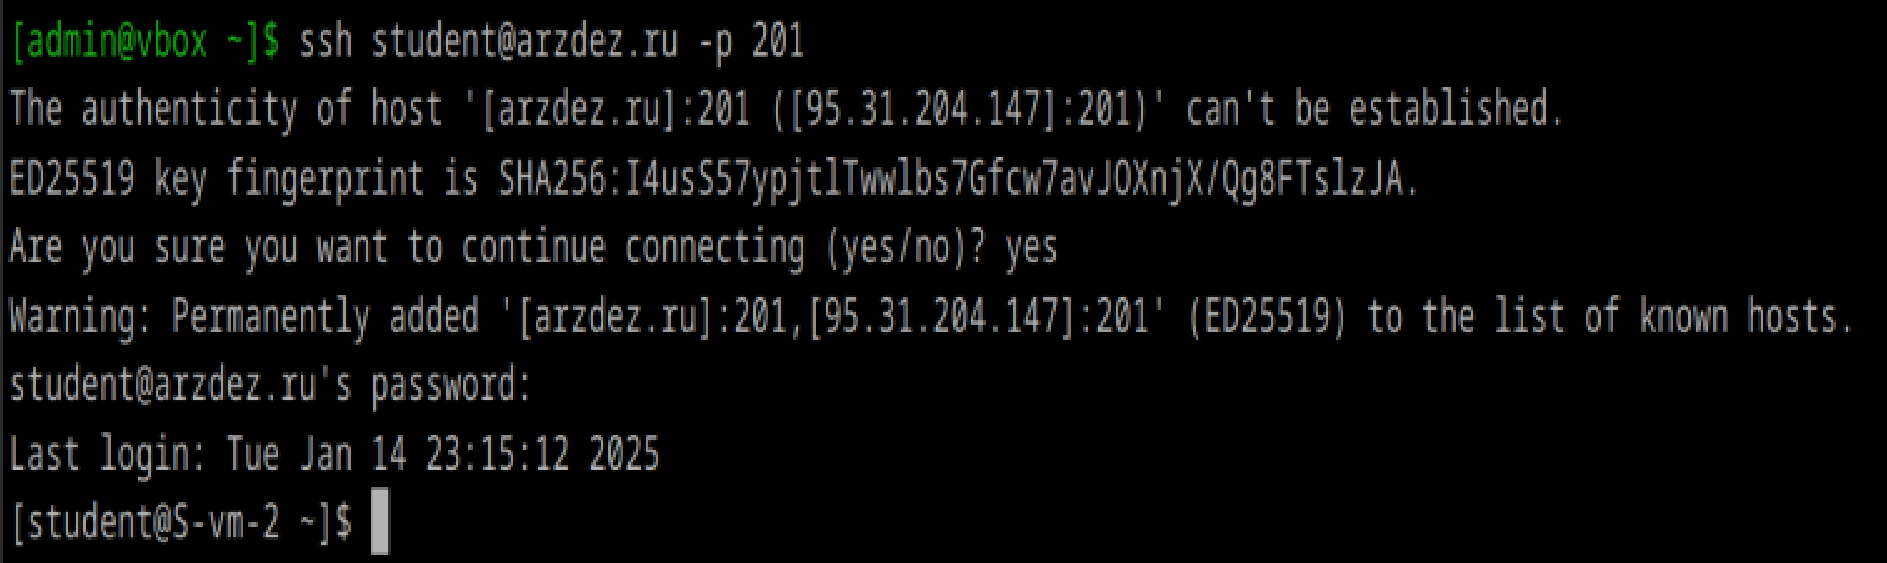 [admin@vbox ~]$ ssh student@arzdez.ru -p 201
The authenticity of host '[arzdez.ru]:201 ([95.31.204.147]:201)' can't be established.
ED25519 key fingerprint is SHA256:I4usS57ypjtlTwwlbs7Gfcw7avJOXnjX/Qg8FTslzJA.
Are you sure you want to continue connecting (yes/no)? yes
Warning: Permanently added '[arzdez.ru]:201,[95.31.204.147]:201' (ED25519) to the list of known hosts.
student@arzdez.ru's password:
Last login: Tue Jan 14 23:15:12 2025
[student@S-vm-2 ~]$